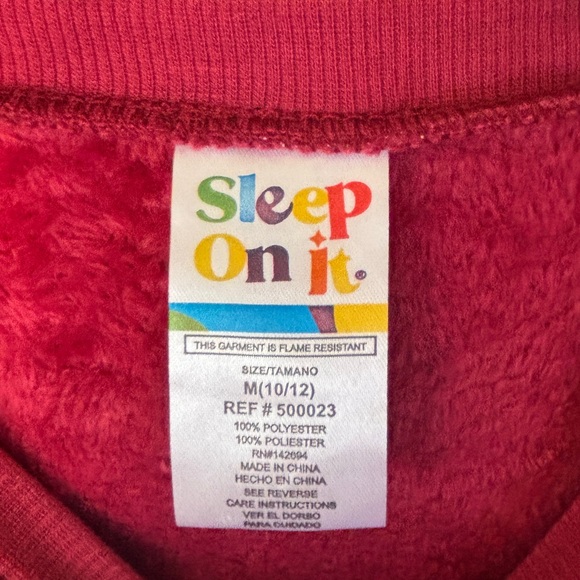 Sleep
On it®
THIS GARMENT IS FLAME RESISTANT
SIZE/TAMANO
M(10/12)
REF # 500023
100% POLYESTER
100% POLIESTER
RN#142694
MADE IN CHINA
HECHO EN CHINA
SEE REVERSE
CARE INSTRUCTIONS
VER EL DORSO
PARA CUIDADO